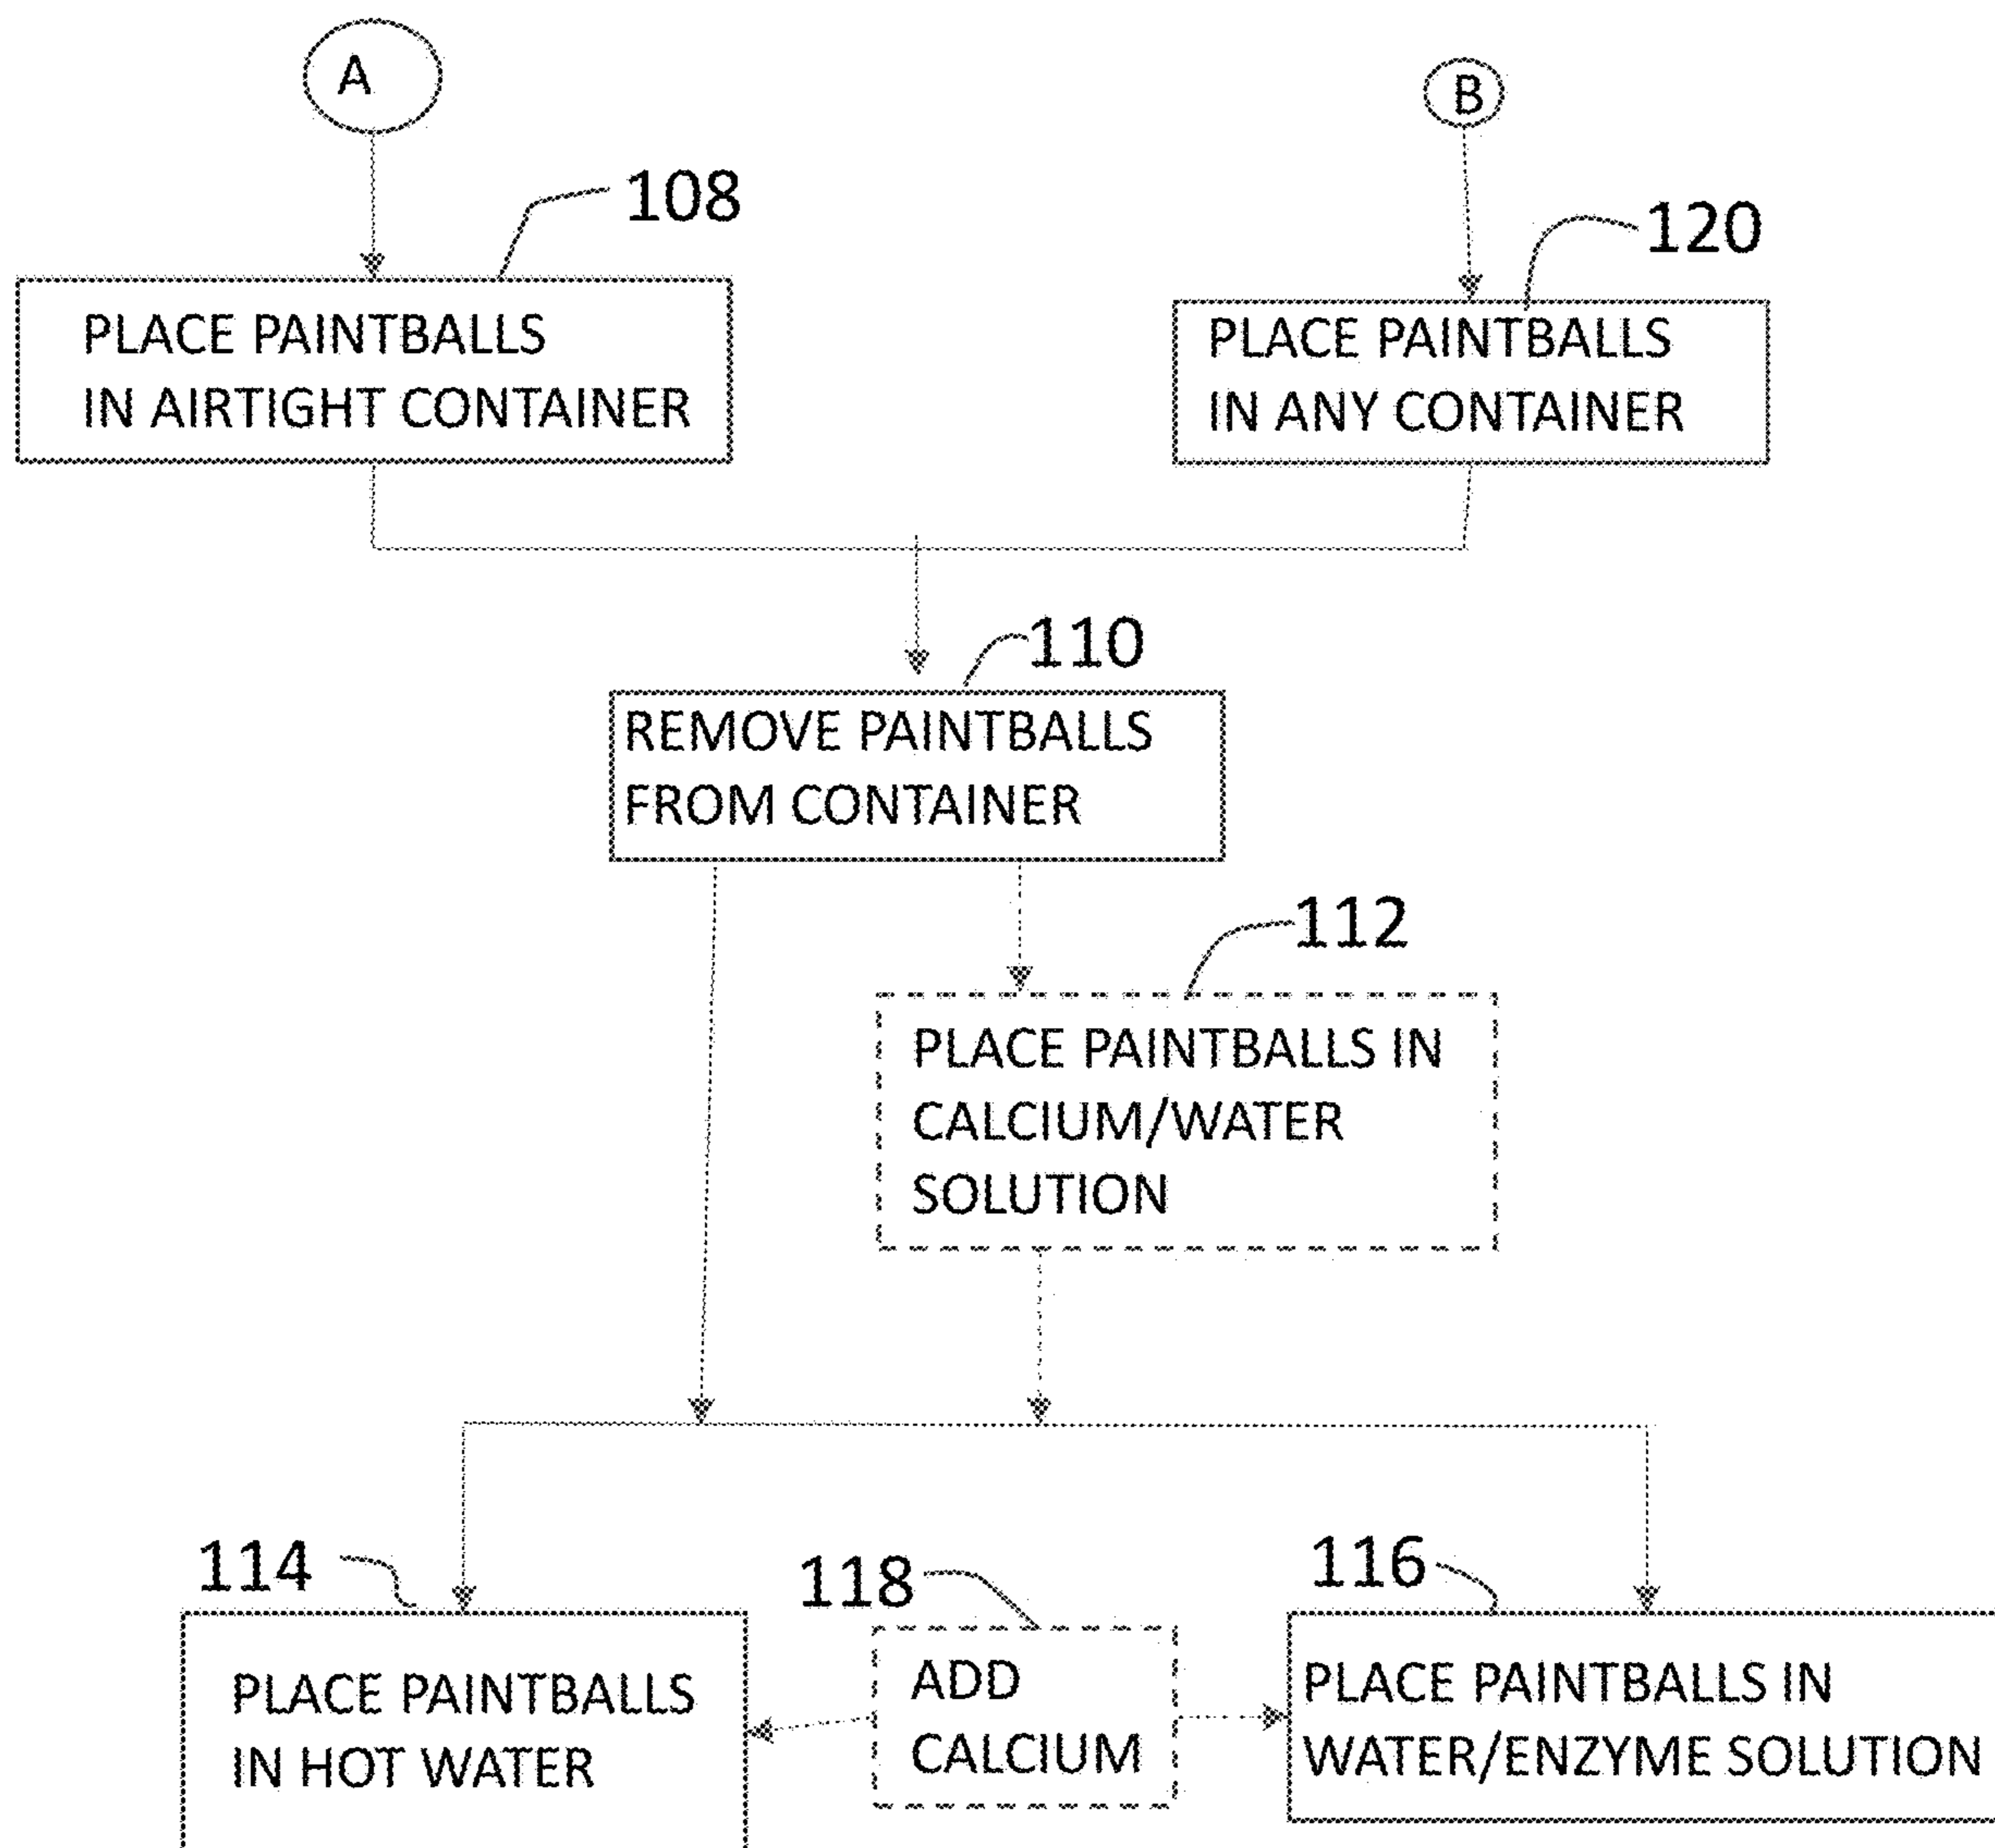 A
B
108
120
PLACE PAINTBALLS
IN AIRTIGHT CONTAINER
PLACE PAINTBALLS
IN ANY CONTAINER
110
REMOVE PAINTBALLS
FROM CONTAINER
112
PLACE PAINTBALLS IN
CALCIUM/WATER
SOLUTION
114
118
116
PLACE PAINTBALLS
IN HOT WATER
ADD
CALCIUM
PLACE PAINTBALLS IN
WATER/ENZYME SOLUTION